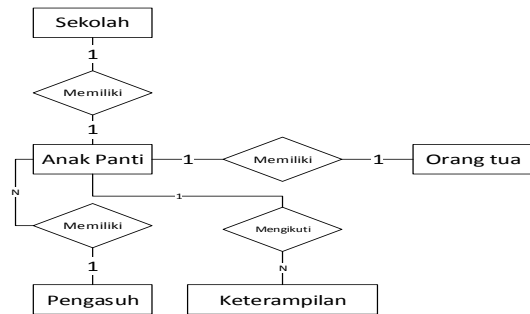 Sekolah
1
Memiliki
1
Anak Panti
1
Memiliki
1
Orang tua
N
1
Memiliki
Mengikuti
1
N
Pengasuh
Keterampilan